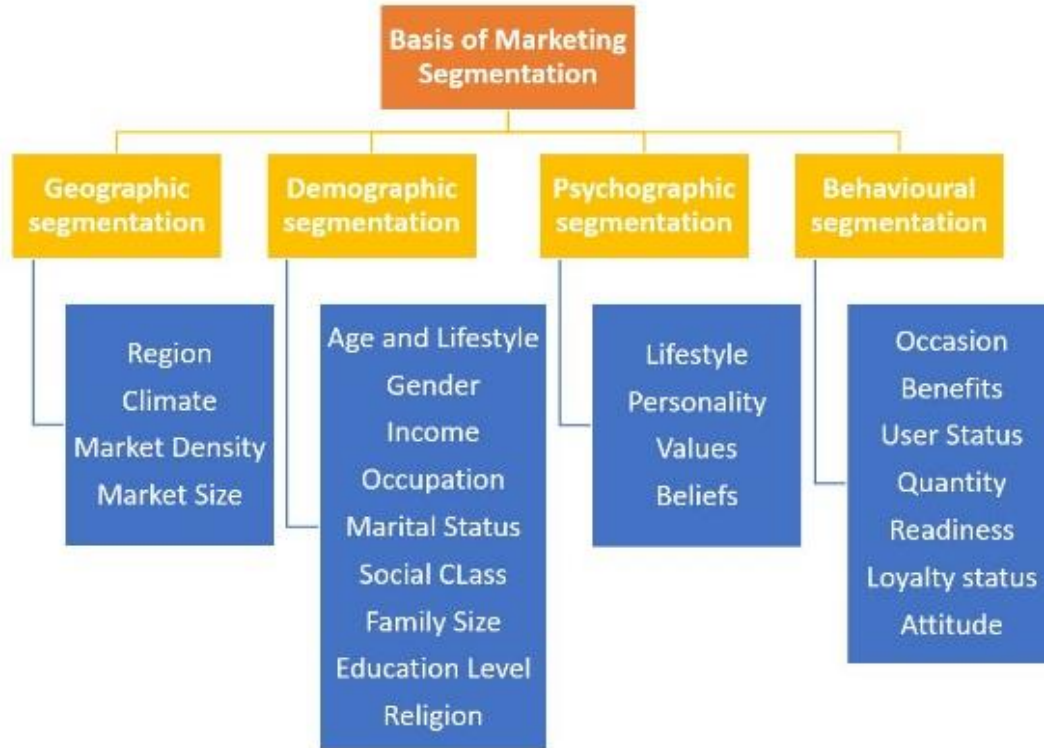 Basis of Marketing
Segmentation
Geographic
segmentation
Demographic
segmentation
Psychographic
segmentation
Behavioural
segmentation
Region
Climate
Market Density
Market Size
Age and Lifestyle
Gender
Income
Occupation
Marital Status
Social CLass
Family Size
Education Level
Religion
Lifestyle
Personality
Values
Beliefs
Occasion
Benefits
User Status
Quantity
Readiness
Loyalty status
Attitude